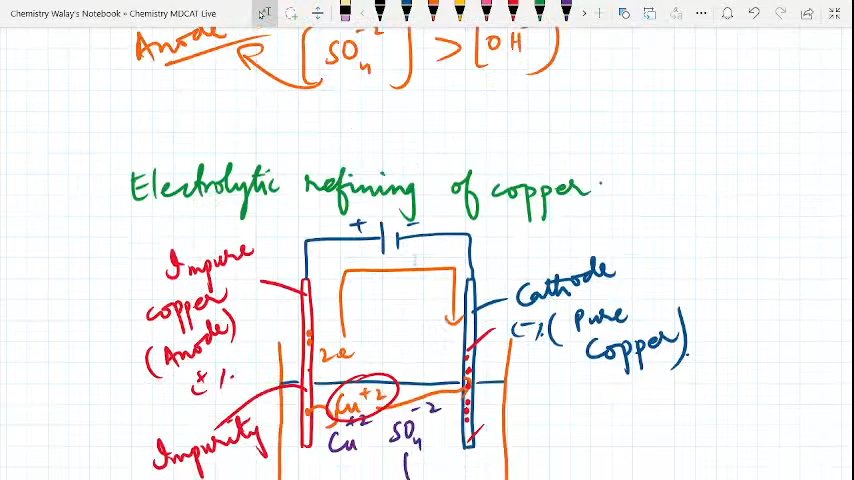 Chemistry Walay's Notebook » Chemistry MDCAT Live
Anode [SO₄⁻²] > [OH⁻]
Electrolytic refining of copper.
+ -
Impure
copper
(Anode)
(+)
Cathode
(-) (Pure
copper).
2e
Cu⁺²
Impurity
Cu⁺² SO₄⁻²